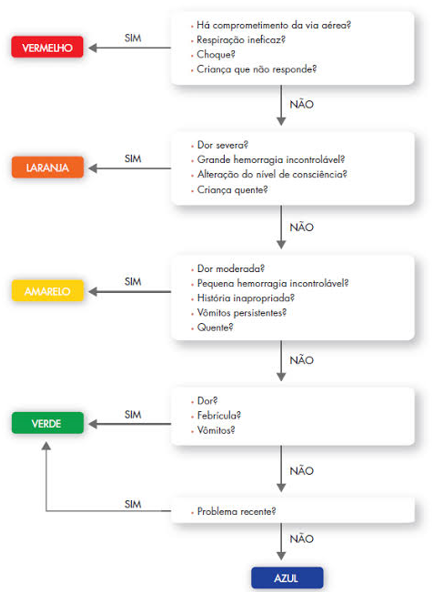 • Há comprometimento da via aérea?
• Respiração ineficaz?
• Choque?
• Criança que não responde?
SIM
VERMELHO
NÃO
• Dor severa?
• Grande hemorragia incontrolável?
• Alteração do nível de consciência?
• Criança quente?
SIM
LARANJA
NÃO
• Dor moderada?
• Pequena hemorragia incontrolável?
• História inapropriada?
• Vômitos persistentes?
• Quente?
SIM
AMARELO
NÃO
• Dor?
• Febrícula?
• Vômitos?
SIM
VERDE
NÃO
• Problema recente?
SIM
NÃO
AZUL